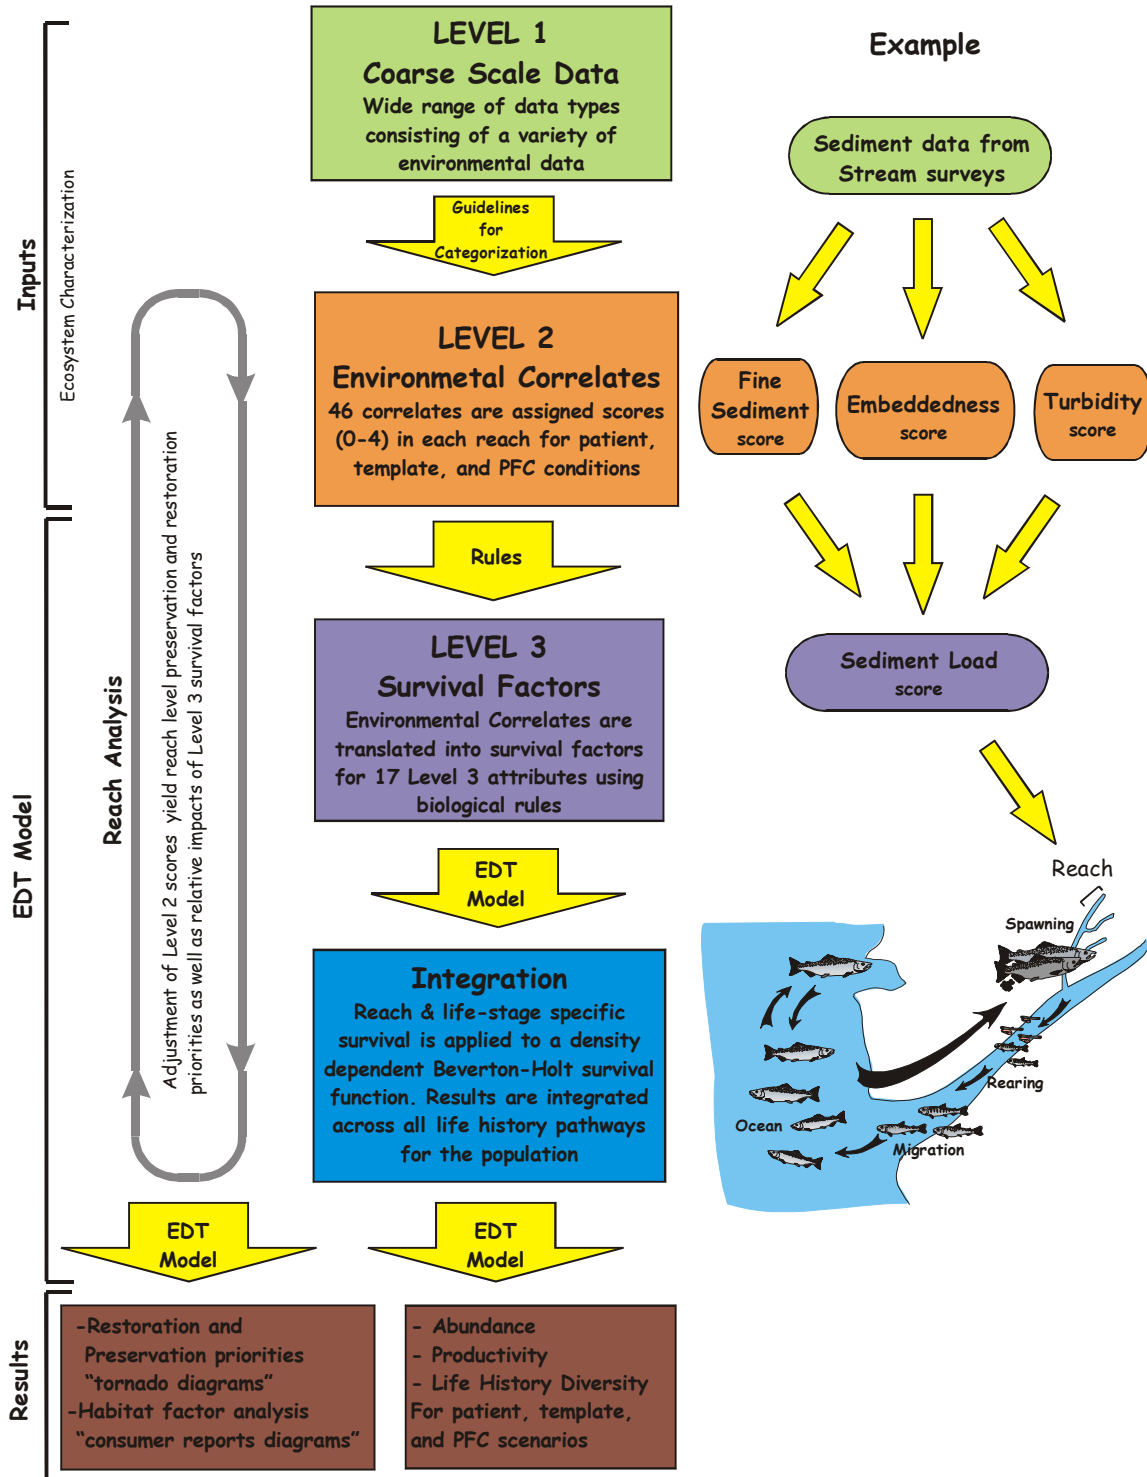 LEVEL 1
Coarse Scale Data
Wide range of data types
consisting of a variety of
environmental data
Example
Sediment data from
Stream surveys
Guidelines
for
Categorization
Inputs
Ecosystem Characterization
LEVEL 2
Environmetal Correlates
46 correlates are assigned scores
(0-4) in each reach for patient,
template, and PFC conditions
Fine
Sediment
score
Embeddedness
score
Turbidity
score
Rules
LEVEL 3
Survival Factors
Environmental Correlates are
translated into survival factors
for 17 Level 3 attributes using
biological rules
Sediment Load
score
EDT Model
Reach Analysis
Adjustment of Level 2 scores yield reach level preservation and restoration
priorities as well as relative impacts of Level 3 survival factors
EDT
Model
Integration
Reach & life-stage specific
survival is applied to a density
dependent Beverton-Holt survival
function. Results are integrated
across all life history pathways
for the population
Reach
Spawning
Rearing
Ocean
Migration
EDT
Model
EDT
Model
Results
-Restoration and
Preservation priorities
“tornado diagrams”
-Habitat factor analysis
“consumer reports diagrams”
- Abundance
- Productivity
- Life History Diversity
For patient, template,
and PFC scenarios